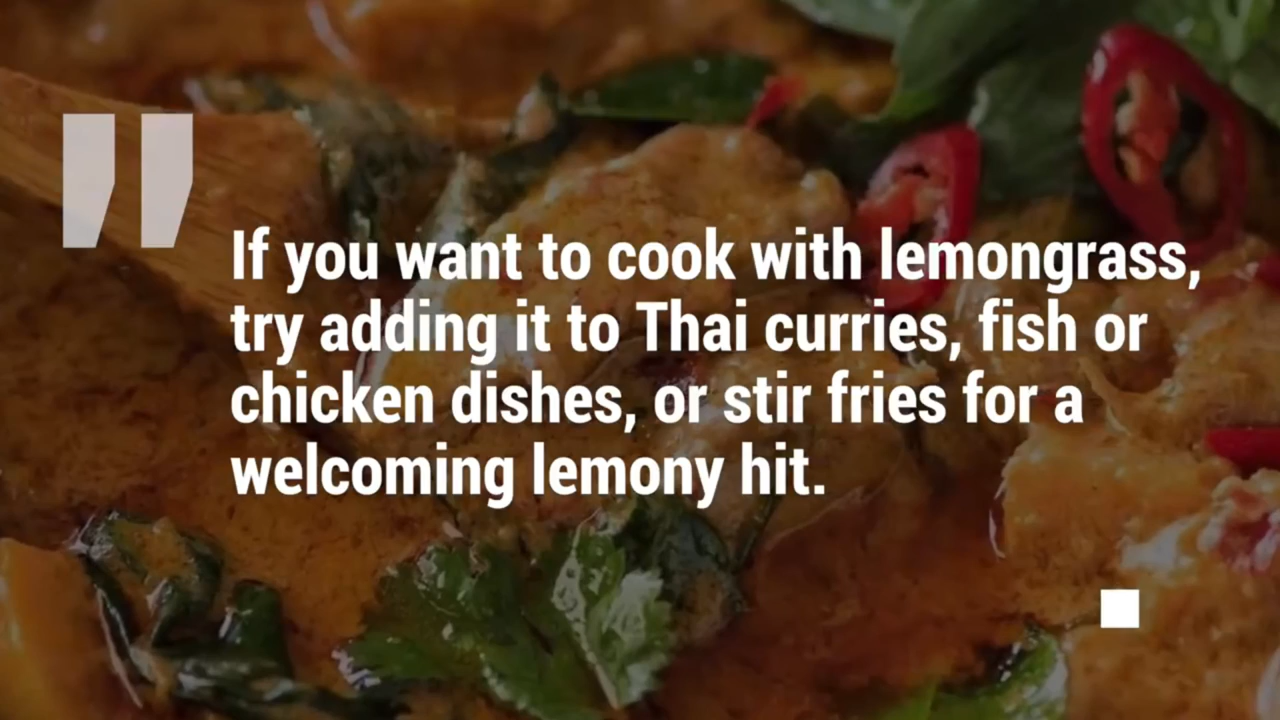 "
If you want to cook with lemongrass,
try adding it to Thai curries, fish or
chicken dishes, or stir fries for a
welcoming lemony hit.